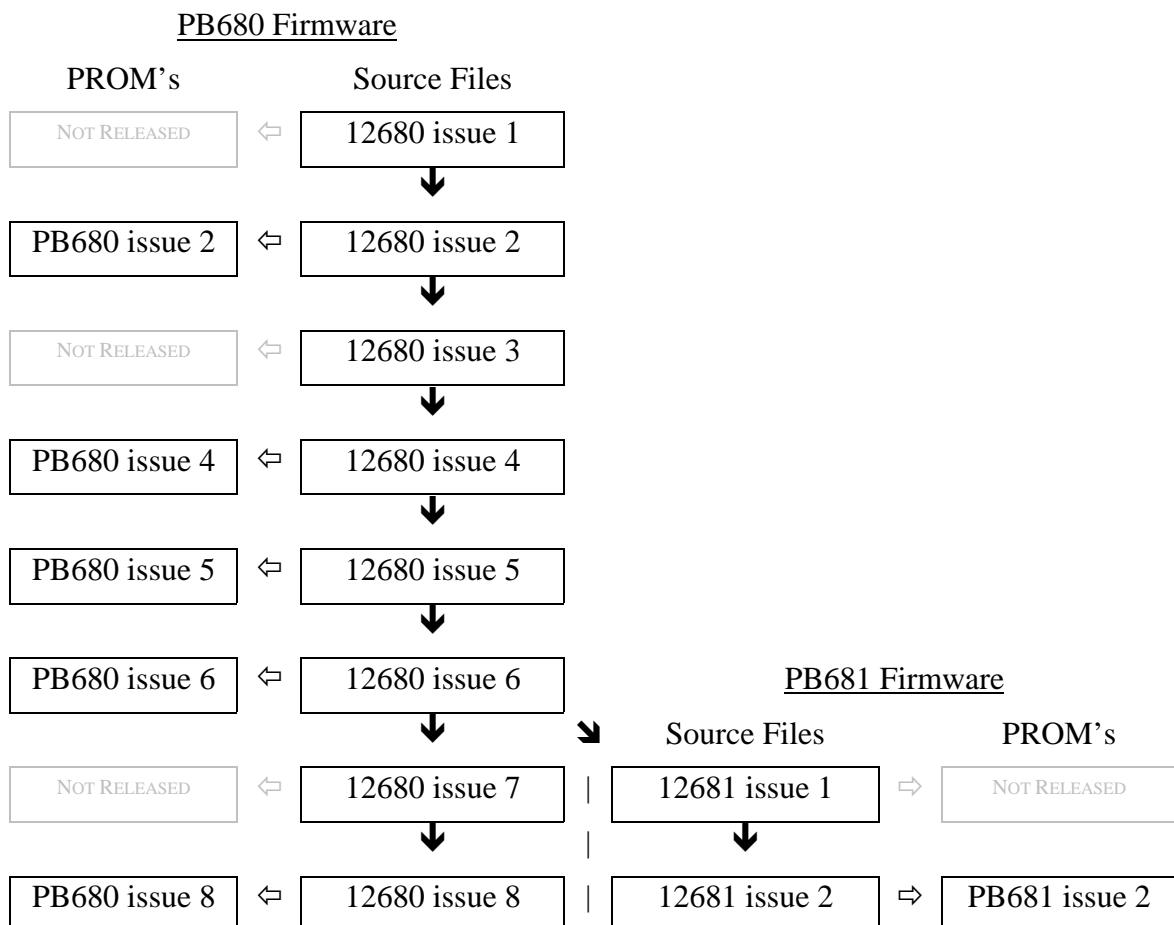 PB680 Firmware
PROM’s Source Files
NOT RELEASED ⇦ 12680 issue 1
PB680 issue 2 ⇦ 12680 issue 2
NOT RELEASED ⇦ 12680 issue 3
PB680 issue 4 ⇦ 12680 issue 4
PB680 issue 5 ⇦ 12680 issue 5
PB680 issue 6 ⇦ 12680 issue 6
PB681 Firmware
Source Files PROM’s
NOT RELEASED ⇦ 12680 issue 7 | 12681 issue 1 ⇨ NOT RELEASED
PB680 issue 8 ⇦ 12680 issue 8 | 12681 issue 2 ⇨ PB681 issue 2